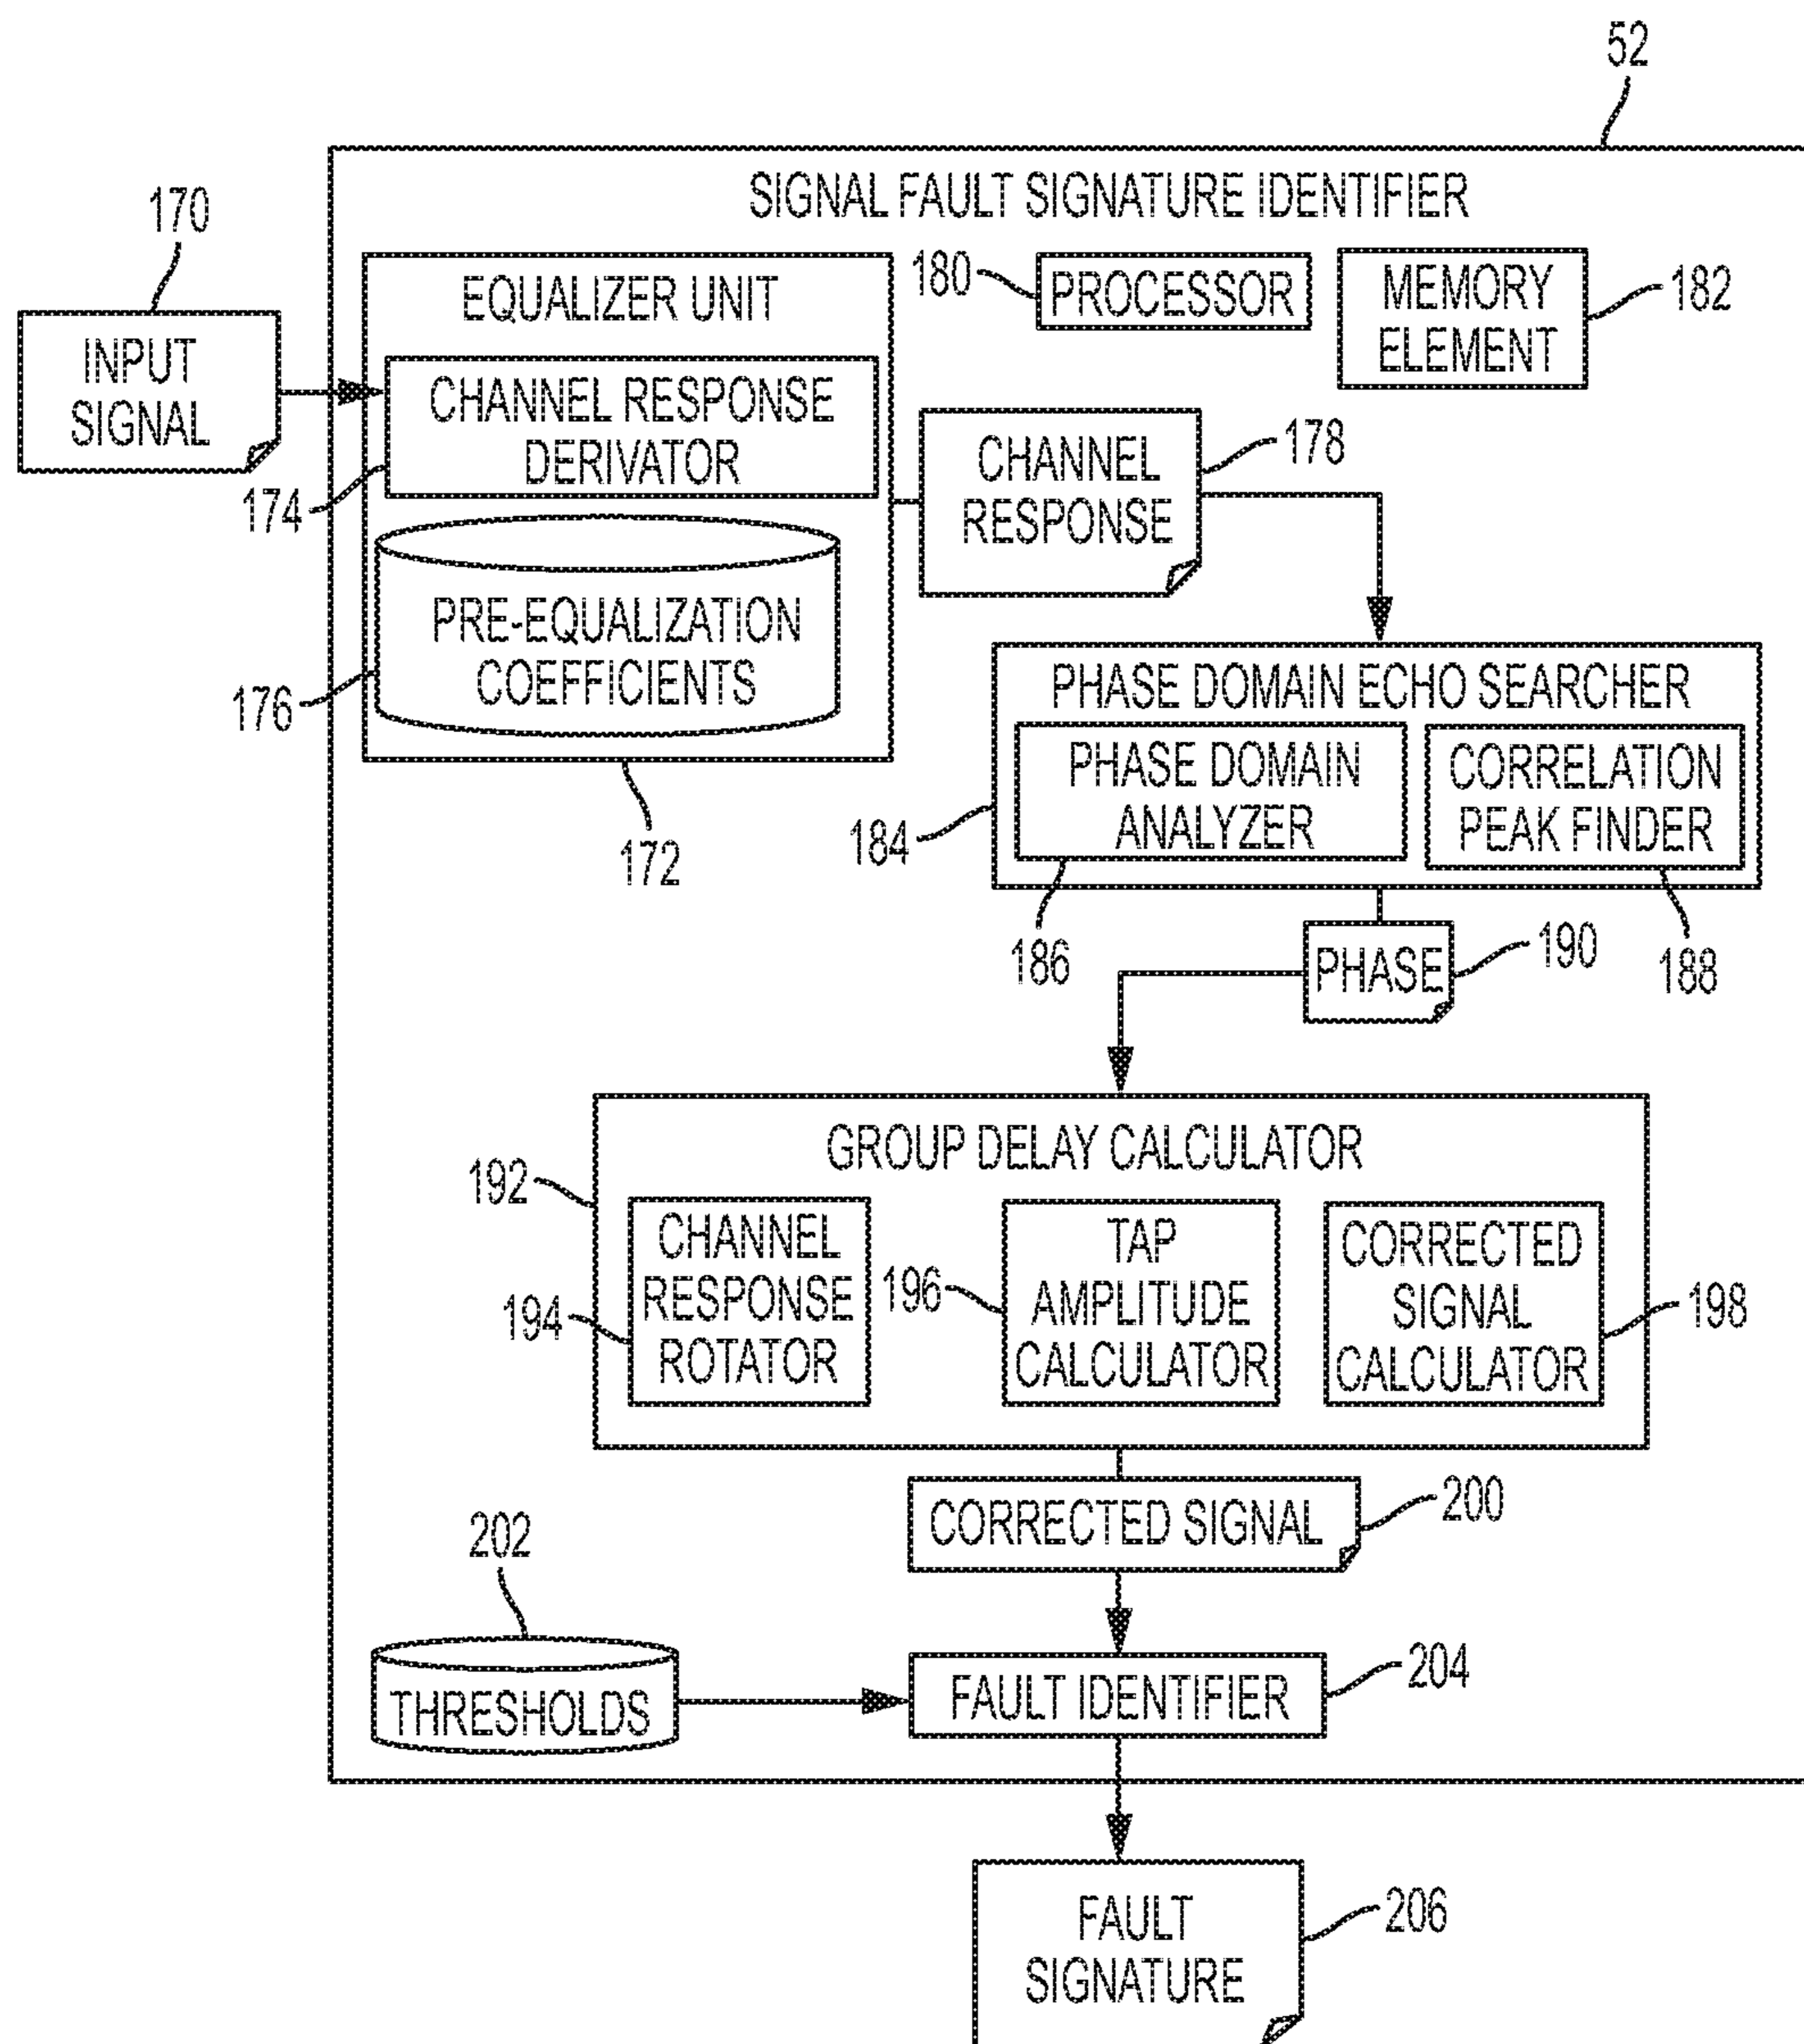 52
SIGNAL FAULT SIGNATURE IDENTIFIER
170
INPUT
SIGNAL
EQUALIZER UNIT
180
PROCESSOR
MEMORY
ELEMENT
182
CHANNEL RESPONSE
DERIVATOR
174
CHANNEL
RESPONSE
178
PRE-EQUALIZATION
COEFFICIENTS
176
172
PHASE DOMAIN ECHO SEARCHER
PHASE DOMAIN
ANALYZER
CORRELATION
PEAK FINDER
184
186
188
PHASE
190
GROUP DELAY CALCULATOR
192
CHANNEL
RESPONSE
ROTATOR
194
TAP
AMPLITUDE
CALCULATOR
196
CORRECTED
SIGNAL
CALCULATOR
198
CORRECTED SIGNAL
200
202
THRESHOLDS
FAULT IDENTIFIER
204
FAULT
SIGNATURE
206